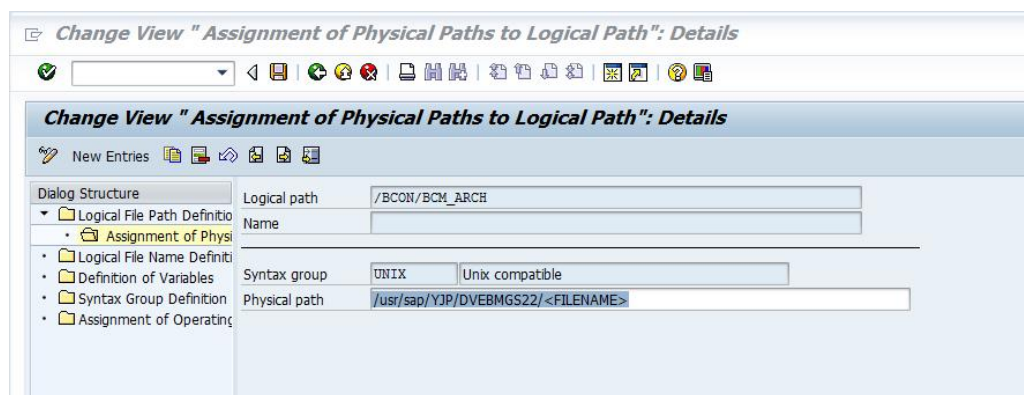 Change View " Assignment of Physical Paths to Logical Path": Details
Change View " Assignment of Physical Paths to Logical Path": Details
New Entries
Dialog Structure
Logical File Path Definitio
Assignment of Physi
Logical File Name Definiti
Definition of Variables
Syntax Group Definition
Assignment of Operating
Logical path /BCON/BCM_ARCH
Name
Syntax group UNIX Unix compatible
Physical path /usr/sap/YJP/DVEBMGS22/<FILENAME>